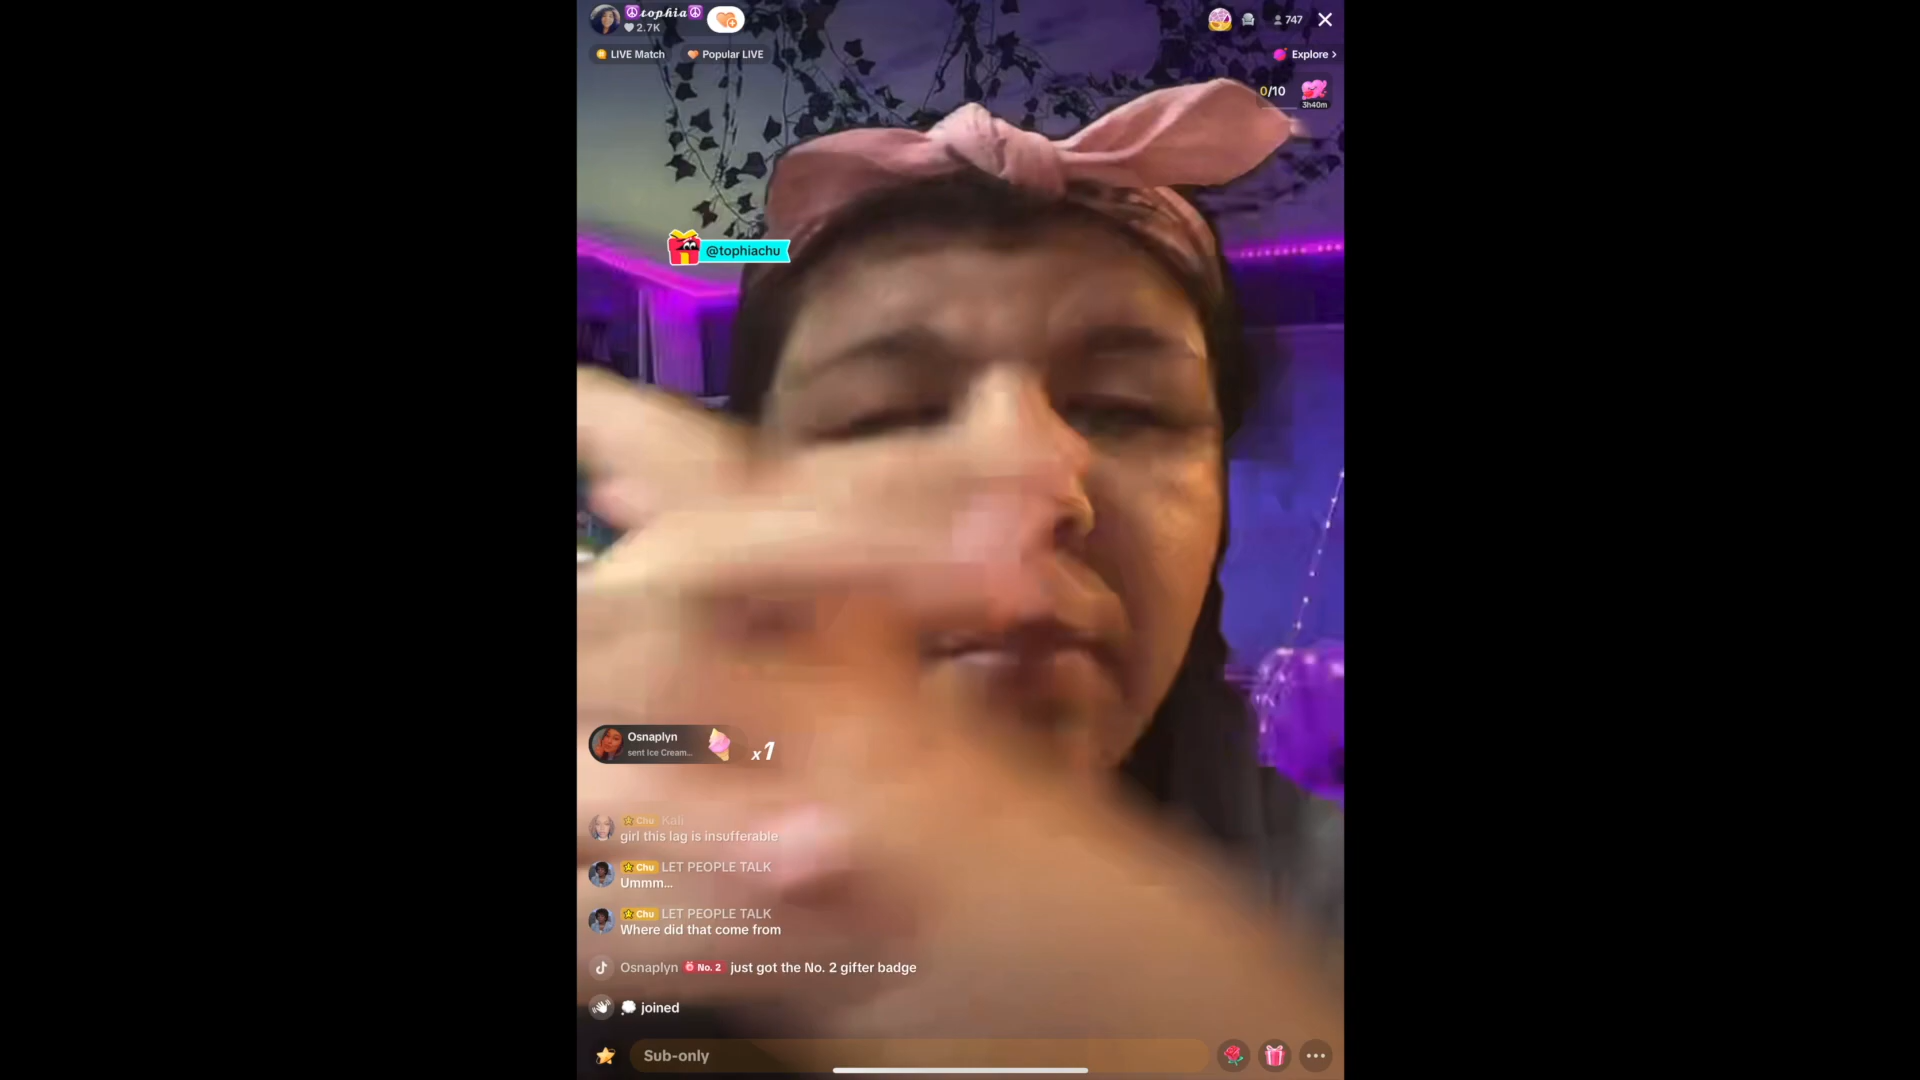 ☮️𝓽𝓸𝓹𝓱𝓲𝓪☮️
2.7K
747
LIVE Match
Popular LIVE
Explore >
0/10
3h40m
@tophiachu
Osnaplyn
sent Ice Cream...
x1
Chu Kali
girl this lag is insufferable
Chu LET PEOPLE TALK
Ummm...
Chu LET PEOPLE TALK
Where did that come from
Osnaplyn No. 2 just got the No. 2 gifter badge
joined
Sub-only